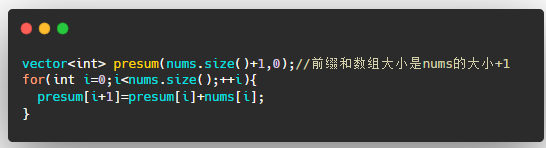 vector<int> presum(nums.size()+1,0);//前缀和数组大小是nums的大小+1
for(int i=0;i<nums.size();++i){
  presum[i+1]=presum[i]+nums[i];
}